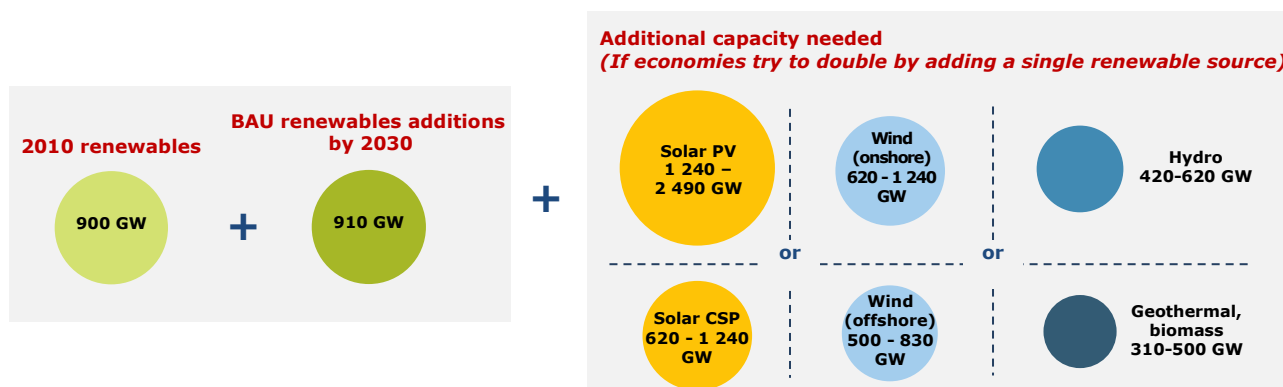 Additional capacity needed
(If economies try to double by adding a single renewable source)
2010 renewables
BAU renewables additions
by 2030
900 GW
+
910 GW
+
Solar PV
1 240 –
2 490 GW
Wind
(onshore)
620 - 1 240
GW
Hydro
420-620 GW
or
or
Solar CSP
620 - 1 240
GW
Wind
(offshore)
500 - 830
GW
Geothermal,
biomass
310-500 GW